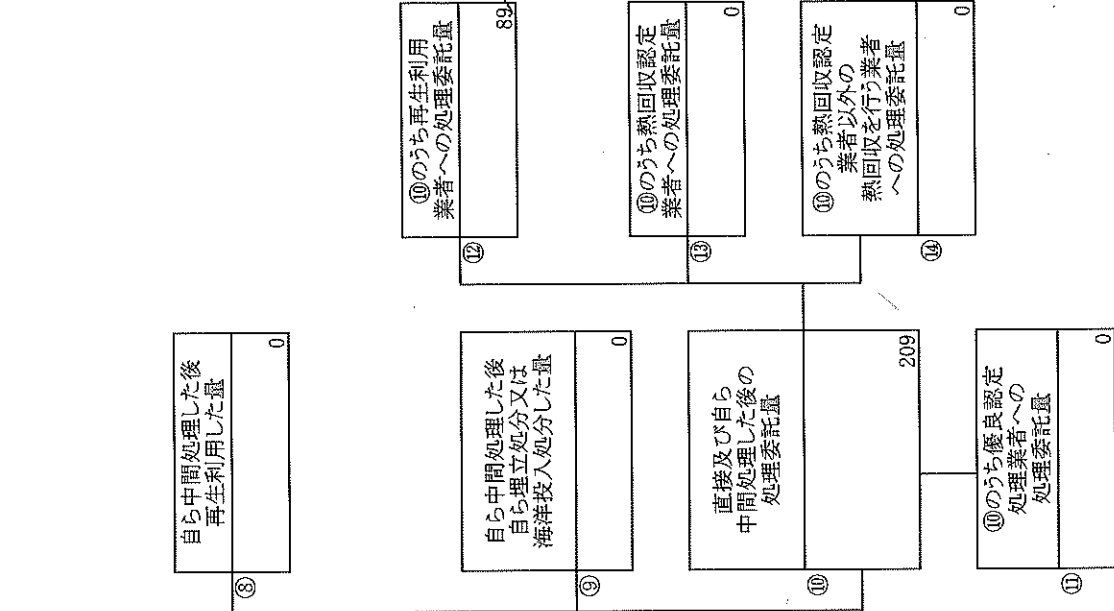 ⑧
自ら中間処理した後
再生利用した量
0
⑨
自ら中間処理した後
自ら埋立処分又は
海洋投入処分した量
0
⑩
直接及び自ら
中間処理した後の
処理委託量
209
⑪
⑩のうち優良認定
処理業者への
処理委託量
0
⑫
⑩のうち再生利用
業者への処理委託量
89
⑬
⑩のうち熱回収認定
業者への処理委託量
0
⑭
⑩のうち熱回収認定
業者以外の
熱回収を行う業者
への処理委託量
0